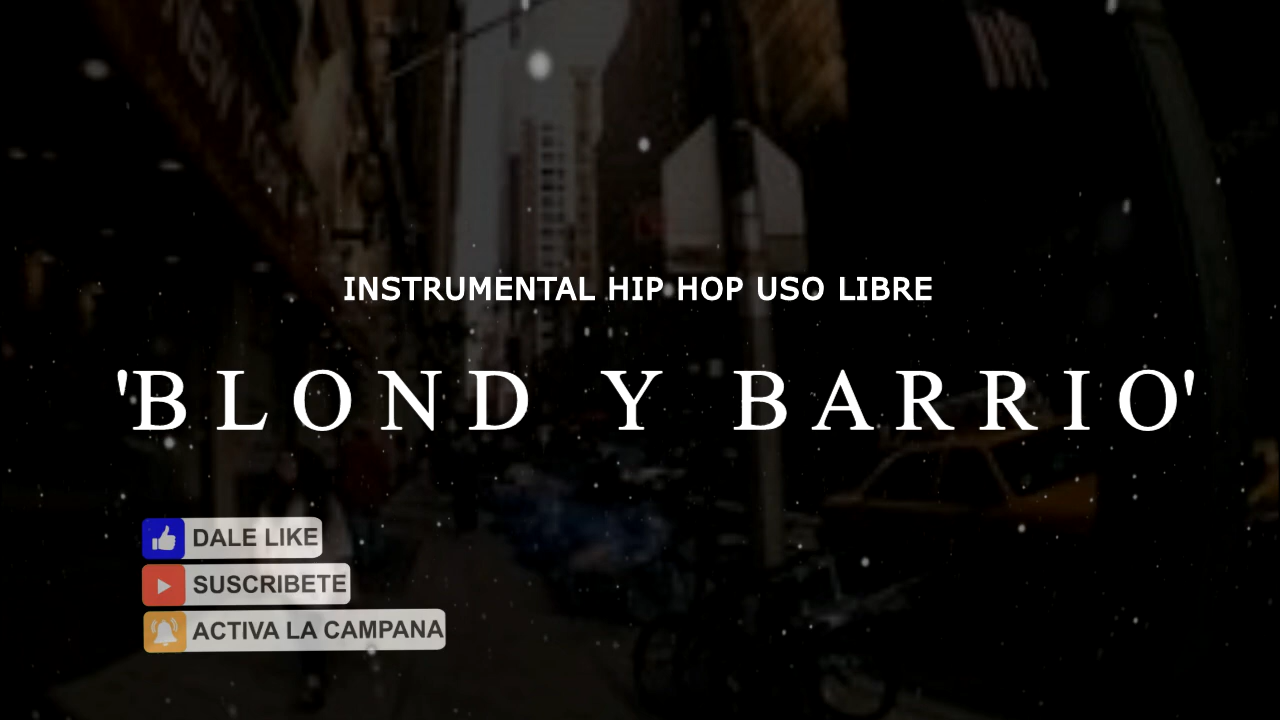 INSTRUMENTAL HIP HOP USO LIBRE
'BLOND Y BARRIO'
DALE LIKE
SUSCRIBETE
ACTIVA LA CAMPANA